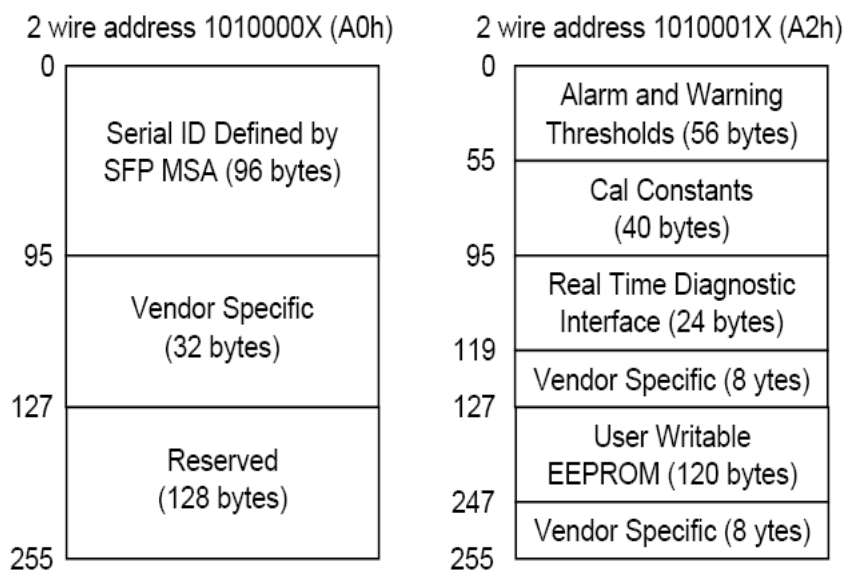 2 wire address 1010000X (A0h)
0
Serial ID Defined by
SFP MSA (96 bytes)
95
Vendor Specific
(32 bytes)
127
Reserved
(128 bytes)
255
2 wire address 1010001X (A2h)
0
Alarm and Warning
Thresholds (56 bytes)
55
Cal Constants
(40 bytes)
95
Real Time Diagnostic
Interface (24 bytes)
119
Vendor Specific (8 ytes)
127
User Writable
EEPROM (120 bytes)
247
Vendor Specific (8 ytes)
255